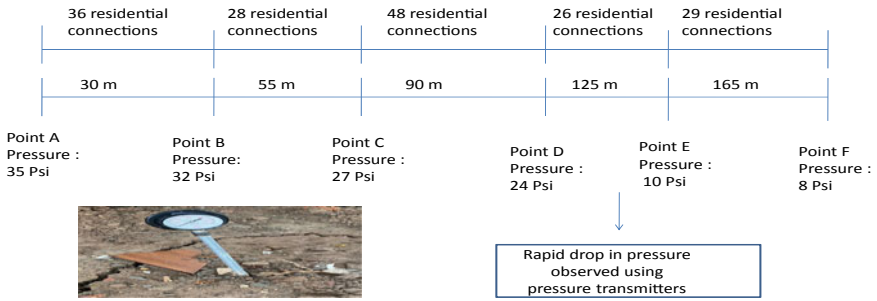 36 residential connections
28 residential connections
48 residential connections
26 residential connections
29 residential connections
30 m
55 m
90 m
125 m
165 m
Point A
Pressure :
35 Psi
Point B
Pressure:
32 Psi
Point C
Pressure :
27 Psi
Point D
Pressure :
24 Psi
Point E
Pressure :
10 Psi
Point F
Pressure :
8 Psi
Rapid drop in pressure
observed using
pressure transmitters